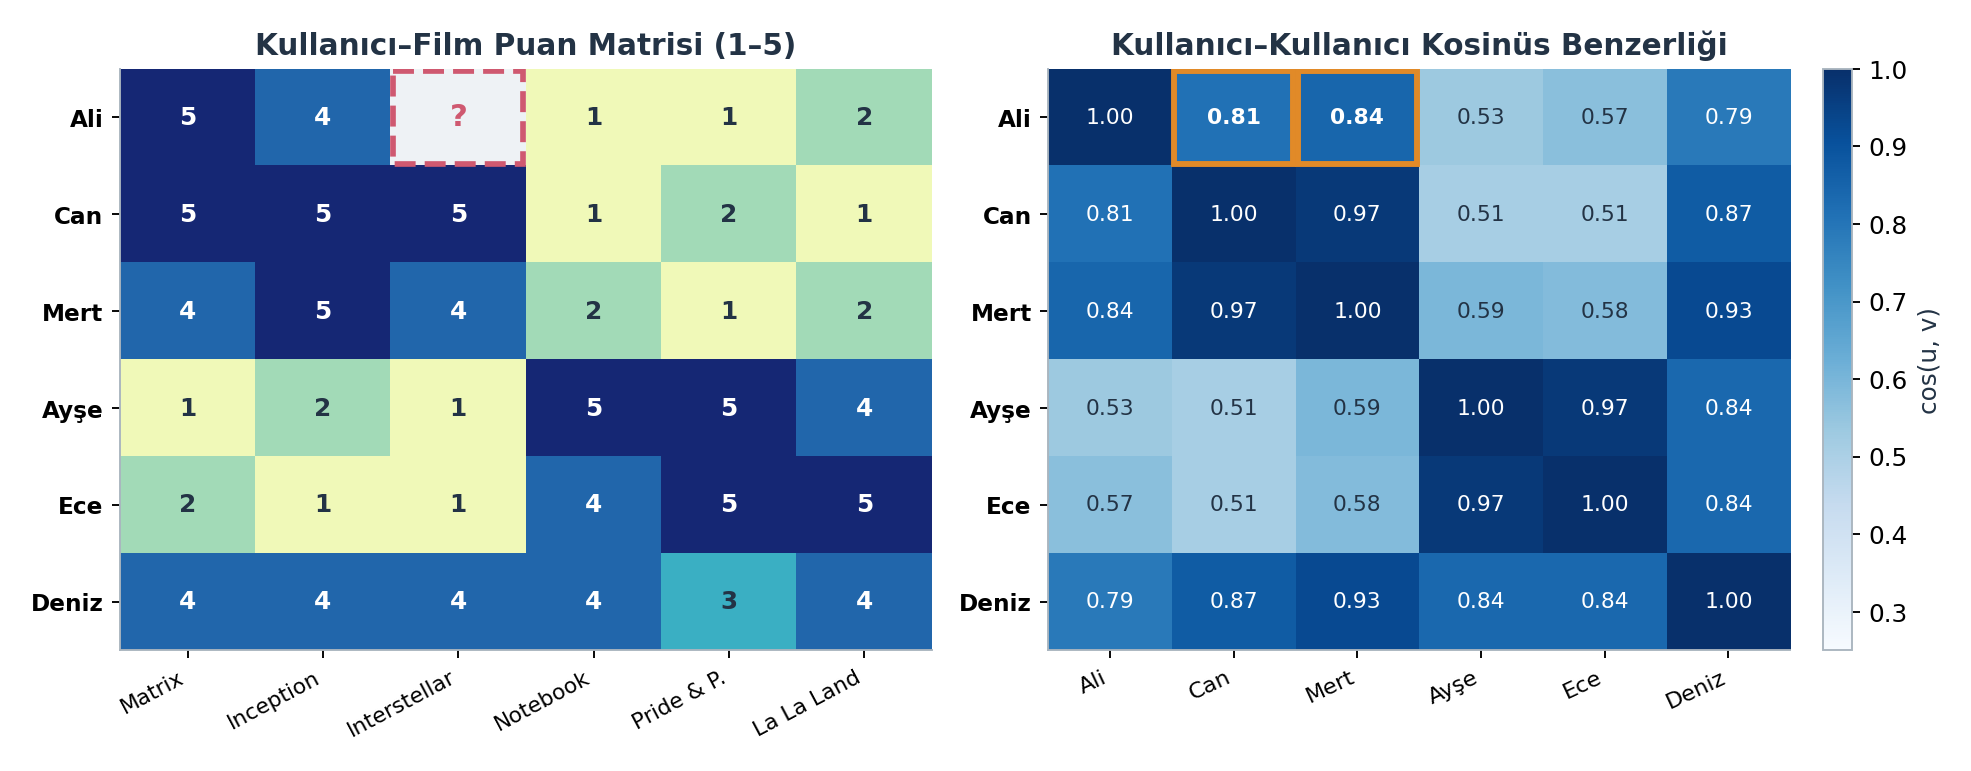 Kullanıcı–Film Puan Matrisi (1–5)
Ali 5 4 ? 1 1 2
Can 5 5 5 1 2 1
Mert 4 5 4 2 1 2
Ayşe 1 2 1 5 5 4
Ece 2 1 1 4 5 5
Deniz 4 4 4 4 3 4
Matrix Inception Interstellar Notebook Pride & P. La La Land
Kullanıcı–Kullanıcı Kosinüs Benzerliği
Ali 1.00 0.81 0.84 0.53 0.57 0.79
Can 0.81 1.00 0.97 0.51 0.51 0.87
Mert 0.84 0.97 1.00 0.59 0.58 0.93
Ayşe 0.53 0.51 0.59 1.00 0.97 0.84
Ece 0.57 0.51 0.58 0.97 1.00 0.84
Deniz 0.79 0.87 0.93 0.84 0.84 1.00
Ali Can Mert Ayşe Ece Deniz
1.0
0.9
0.8
0.7
0.6
0.5
0.4
0.3
cos(u, v)